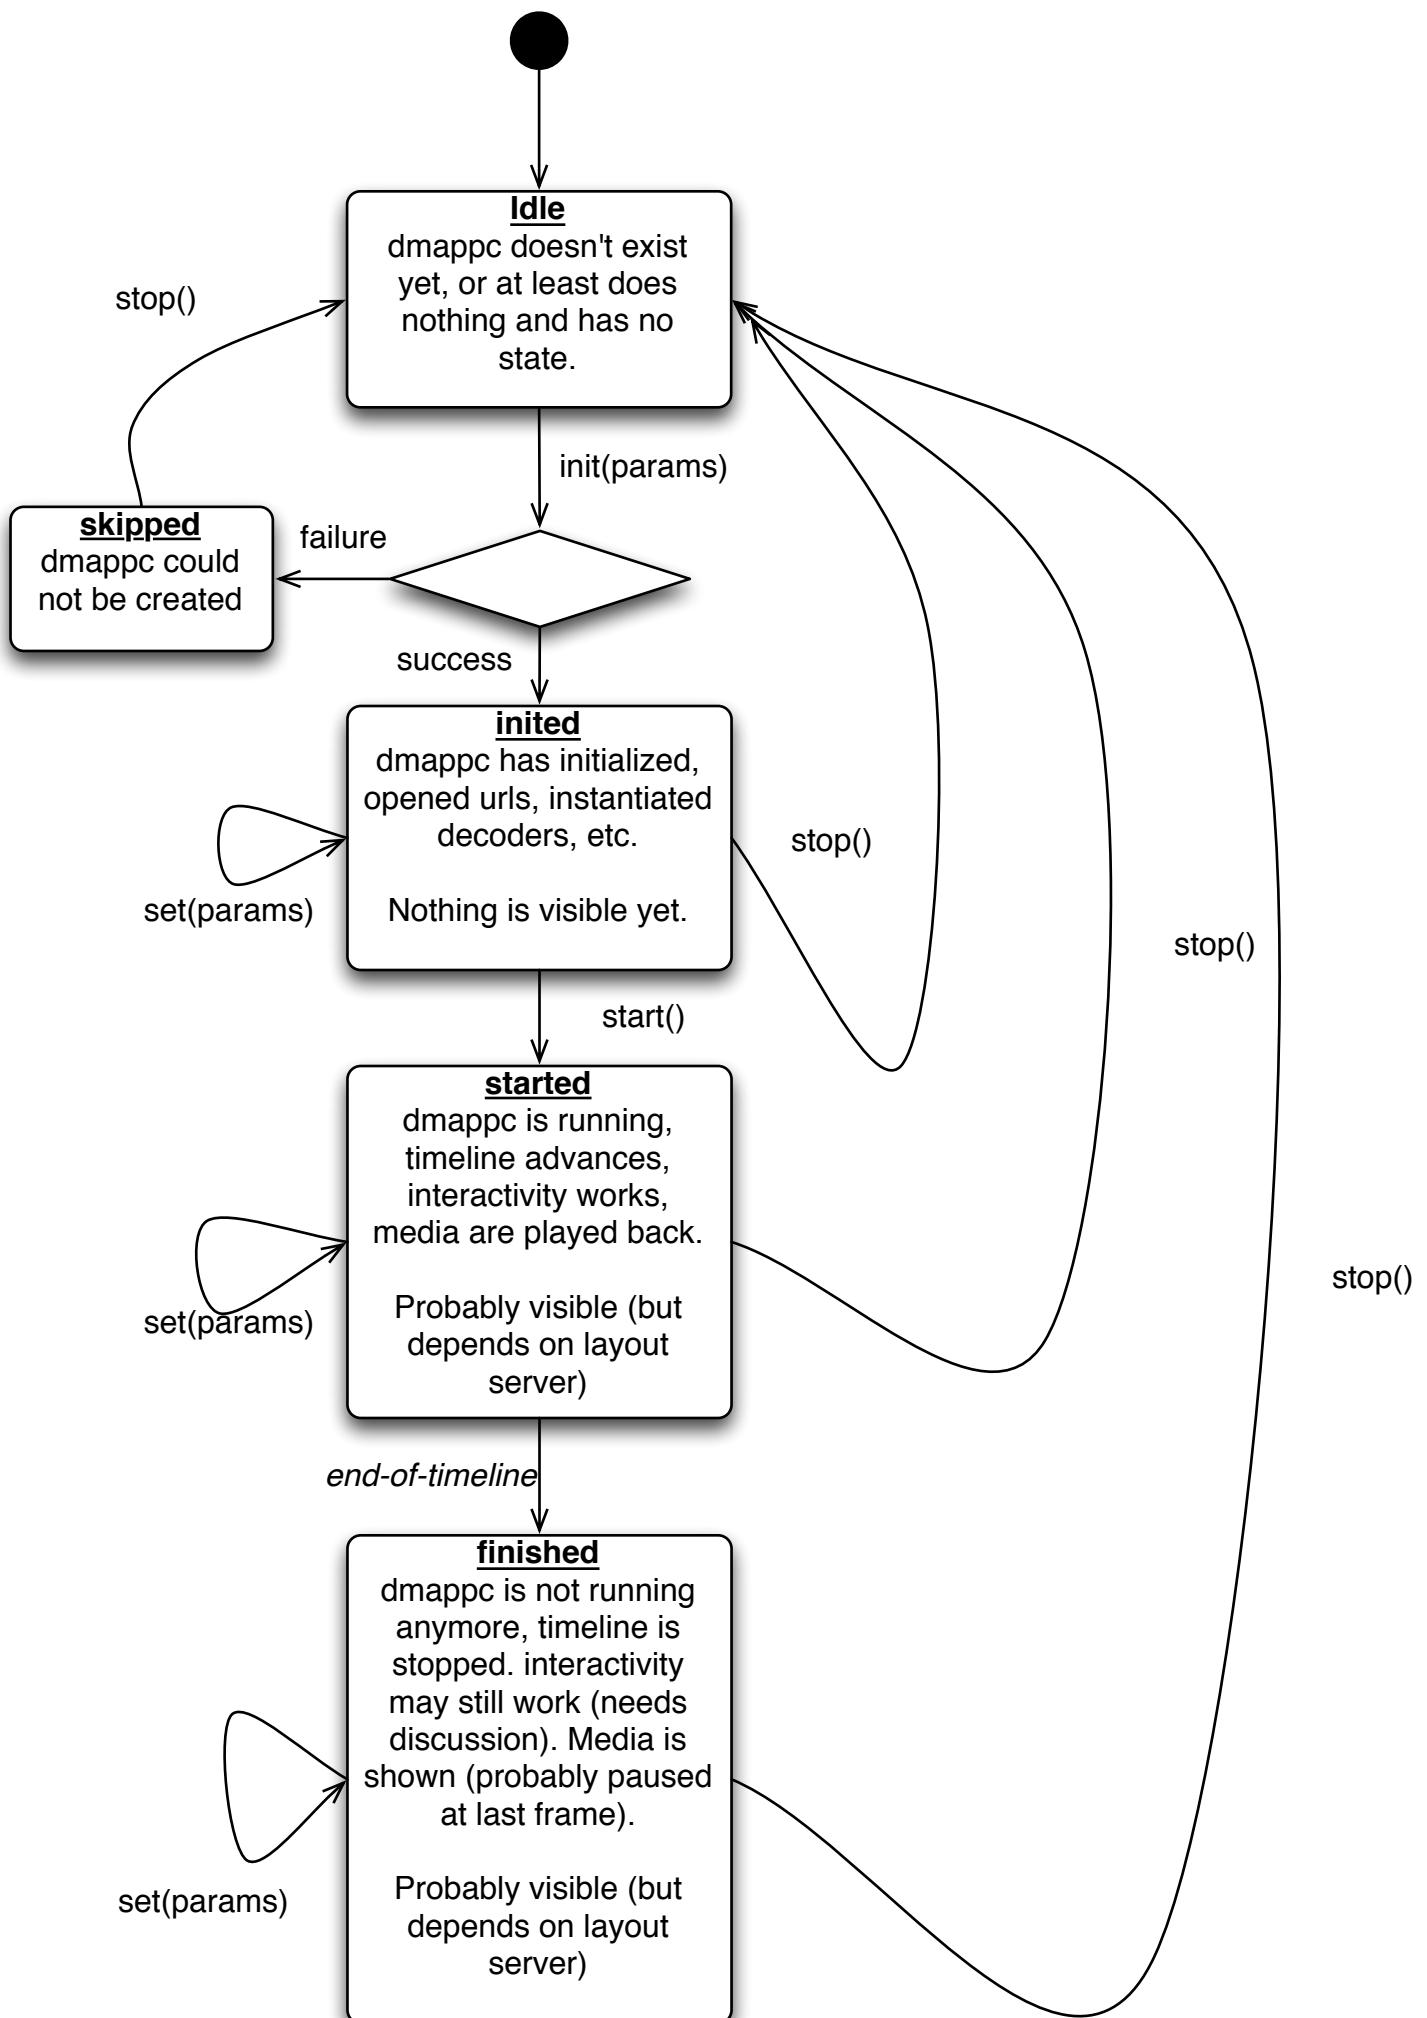 Idle
dmappc doesn't exist
yet, or at least does
nothing and has no
state.
stop()
init(params)
skipped
dmappc could
not be created
failure
success
inited
dmappc has initialized,
opened urls, instantiated
decoders, etc.
Nothing is visible yet.
set(params)
stop()
stop()
start()
started
dmappc is running,
timeline advances,
interactivity works,
media are played back.
Probably visible (but
depends on layout
server)
set(params)
stop()
end-of-timeline
finished
dmappc is not running
anymore, timeline is
stopped. interactivity
may still work (needs
discussion). Media is
shown (probably paused
at last frame).
Probably visible (but
depends on layout
server)
set(params)